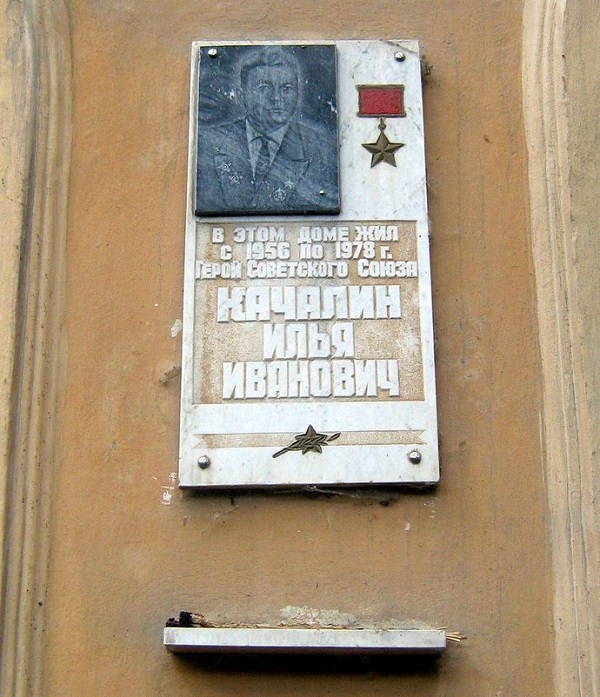 В ЭТОМ ДОМЕ ЖИЛ
С 1956 ПО 1978 Г.
ГЕРОЙ СОВЕТСКОГО СОЮЗА
КАЧАЛИН
ИЛЬЯ
ИВАНОВИЧ